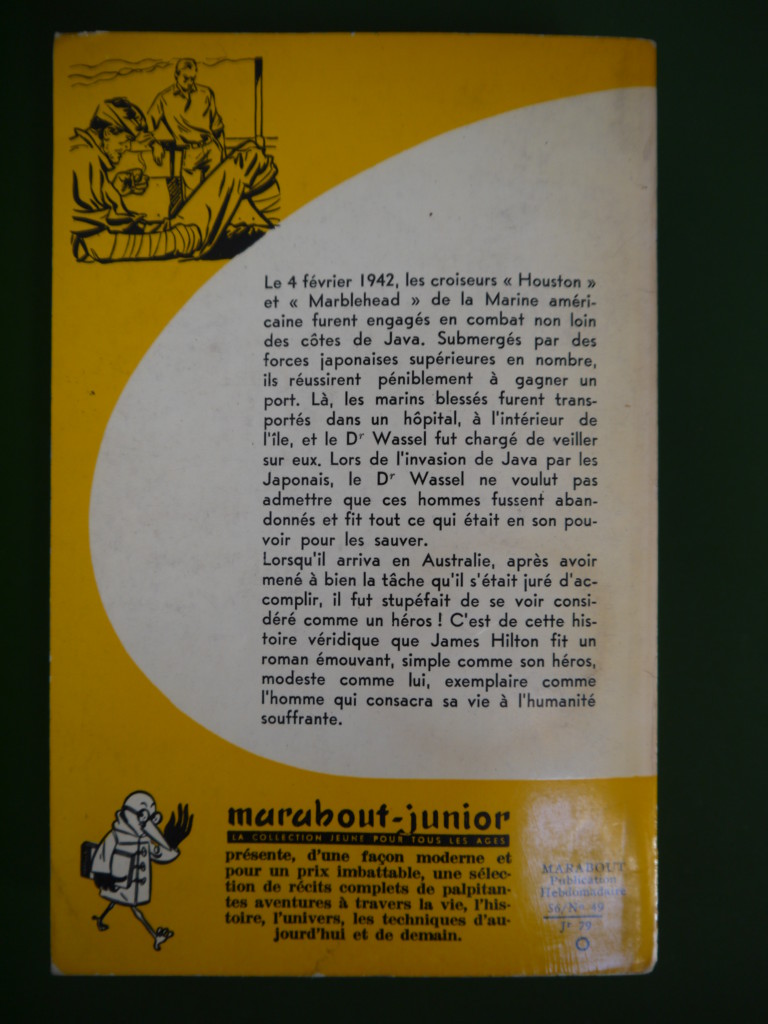 Le 4 février 1942, les croiseurs « Houston »
et « Marblehead » de la Marine améri-
caine furent engagés en combat non loin
des côtes de Java. Submergés par des
forces japonaises supérieures en nombre,
ils réussirent péniblement à gagner un
port. Là, les marins blessés furent trans-
portés dans un hôpital, à l'intérieur de
l'île, et le Dr Wassel fut chargé de veiller
sur eux. Lors de l'invasion de Java par les
Japonais, le Dr Wassel ne voulut pas
admettre que ces hommes fussent aban-
donnés et fit tout ce qui était en son pou-
voir pour les sauver.
Lorsqu'il arriva en Australie, après avoir
mené à bien la tâche qu'il s'était juré d'ac-
complir, il fut stupéfait de se voir consi-
déré comme un héros ! C'est de cette his-
toire véridique que James Hilton fit un
roman émouvant, simple comme son héros,
modeste comme lui, exemplaire comme
l'homme qui consacra sa vie à l'humanité
souffrante.
marabout-junior
LA COLLECTION JEUNE POUR TOUS LES AGES
présente, d'une façon moderne et
pour un prix imbattable, une sélec-
tion de récits complets de palpitan-
tes aventures à travers la vie, l'his-
toire, l'univers, les techniques d'au-
jourd'hui et de demain.
MARABOUT
Publication
Hebdomadaire
56/No 49
Jr 79